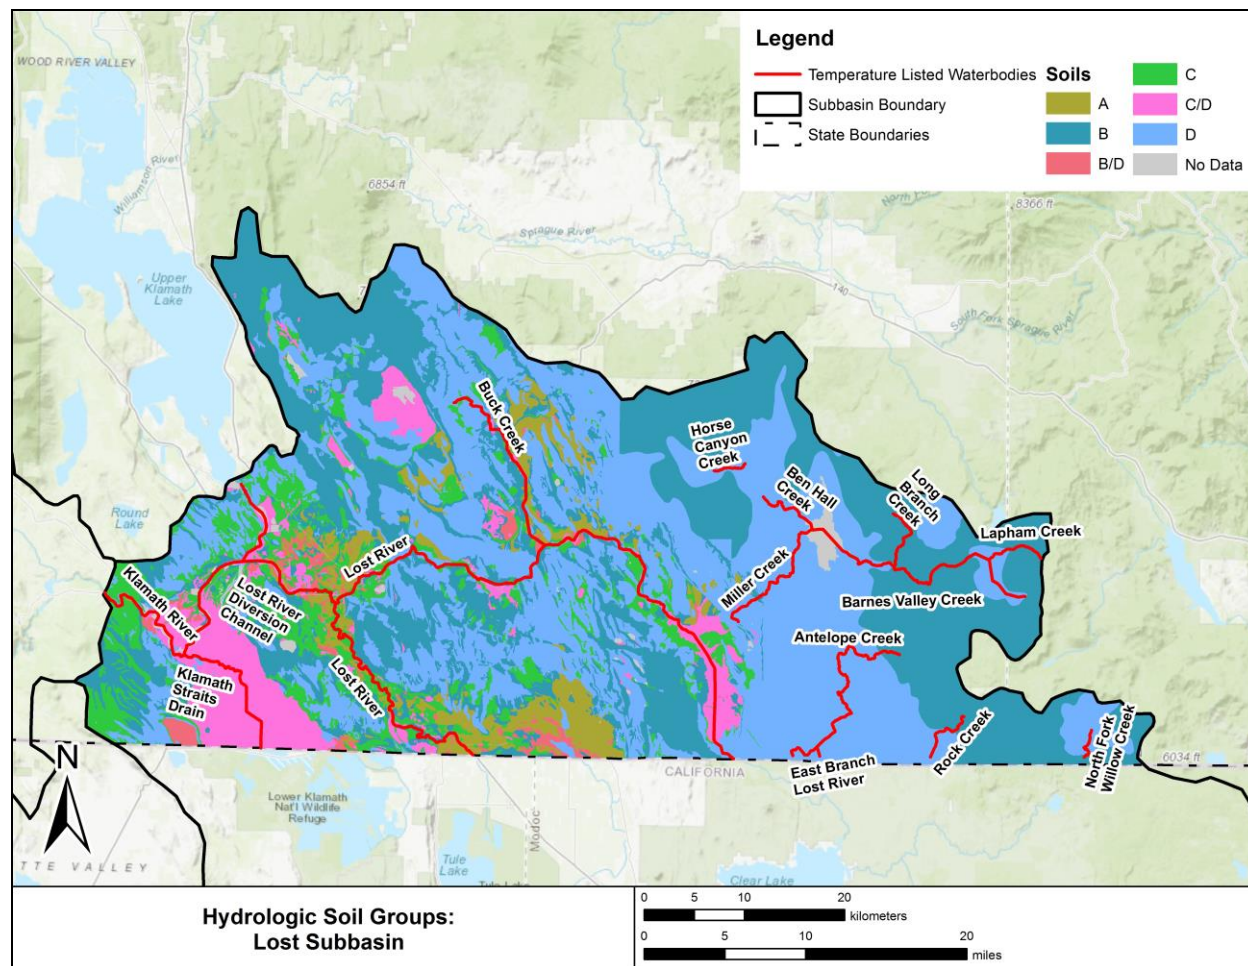 Legend
Temperature Listed Waterbodies
Subbasin Boundary
State Boundaries
Soils
A
B
B/D
C
C/D
D
No Data
WOOD RIVER VALLEY
Williamson River
6854 ft
8366 ft
Sprague River
Upper
Klamath
Lake
140
South Fork Sprague River
Buck Creek
Horse
Canyon
Creek
Ben Hall
Creek
Long
Branch
Creek
Lapham Creek
Round
Lake
Lost River
Miller Creek
Klamath River
Lost River
Diversion
Channel
Barnes Valley Creek
Antelope Creek
Lost River
Klamath
Straits
Drain
East Branch
Lost River
Rock Creek
North Fork
Willow Creek
6034 ft
CALIFORNIA
N
Lower Klamath
Nat'l Wildlife
Refuge
Modoc
Tule
Lake
Clear Lake
TTE VALLEY
Hydrologic Soil Groups:
Lost Subbasin
0 5 10 20
kilometers
0 5 10 20
miles